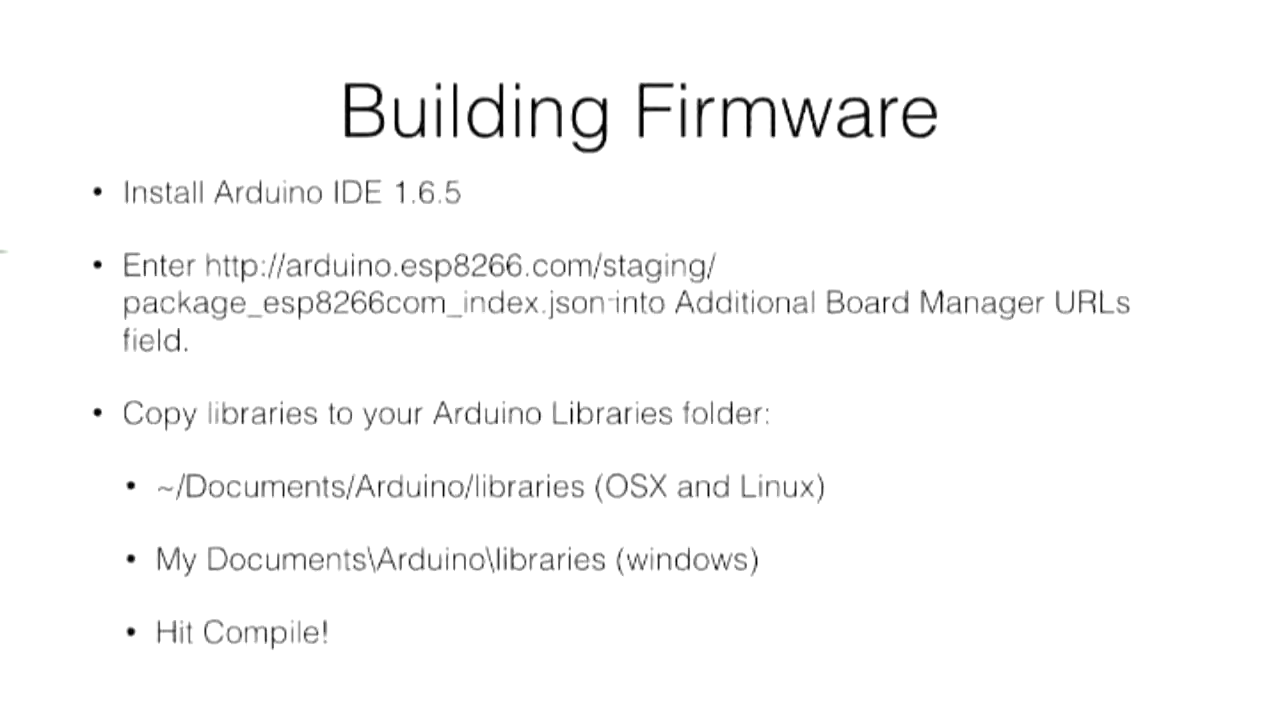 Building Firmware
• Install Arduino IDE 1.6.5
• Enter http://arduino.esp8266.com/staging/
package_esp8266com_index.json into Additional Board Manager URLs
field.
• Copy libraries to your Arduino Libraries folder:
• ~/Documents/Arduino/libraries (OSX and Linux)
• My Documents\Arduino\libraries (windows)
• Hit Compile!